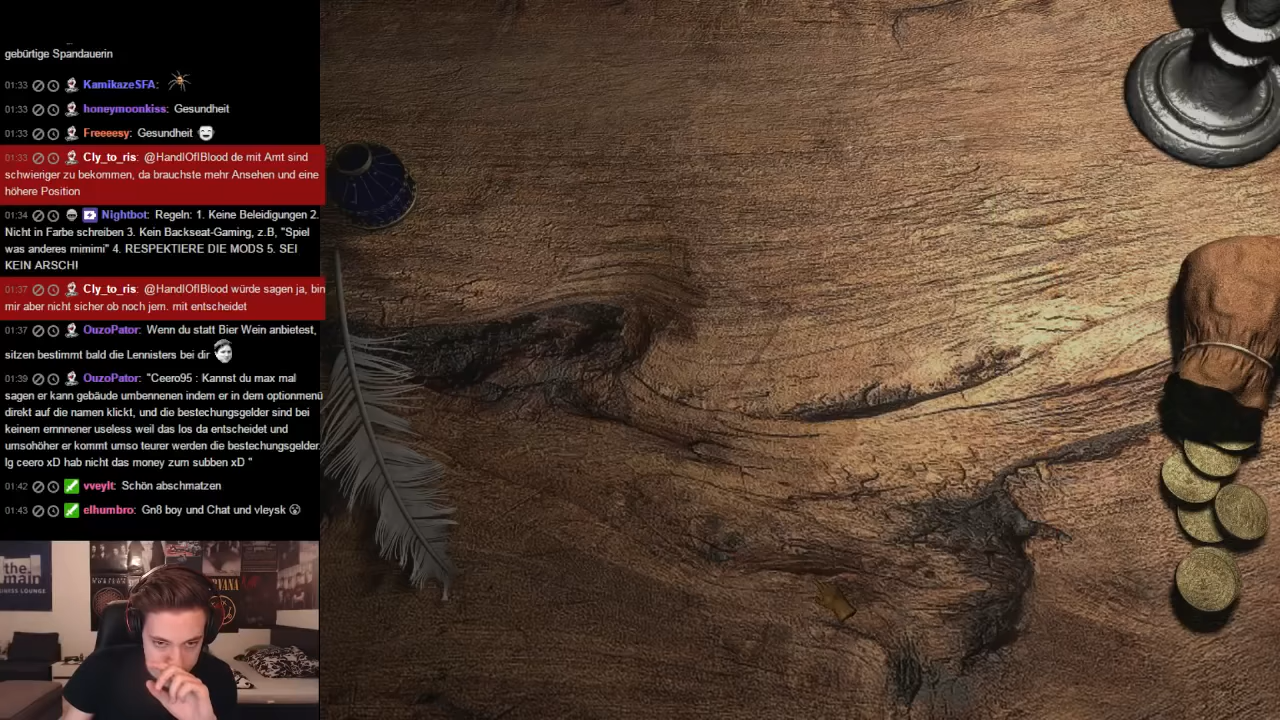 gebürtige Spandauerin
01:33 KamikazeSFA:
01:33 honeymoonkiss: Gesundheit
01:33 Freeeesy: Gesundheit
01:33 Cly_to_ris: @HandIOfIBlood de mit Amt sind
schwieriger zu bekommen, da brauchste mehr Ansehen und eine
höhere Position
01:34 Nightbot: Regeln: 1. Keine Beleidigungen 2.
Nicht in Farbe schreiben 3. Kein Backseat-Gaming, z.B, "Spiel
was anderes mimimi" 4. RESPEKTIERE DIE MODS 5. SEI
KEIN ARSCH!
01:37 Cly_to_ris: @HandIOfIBlood würde sagen ja, bin
mir aber nicht sicher ob noch jem. mit entscheidet
01:37 OuzoPator: Wenn du statt Bier Wein anbietest,
sitzen bestimmt bald die Lennisters bei dir
01:39 OuzoPator: "Ceero95 : Kannst du max mal
sagen er kann gebäude umbennenen indem er in dem optionmenü
direkt auf die namen klickt, und die bestechungsgelder sind bei
keinem ernnener useless weil das los da entscheidet und
umsohöher er kommt umso teurer werden die bestechungsgelder.
lg ceero xD hab nicht das money zum subben xD "
01:42 vveylt: Schön abschmatzen
01:43 elhumbro: Gn8 boy und Chat und vleysk
the
main
LOUNGE
NIRVANA